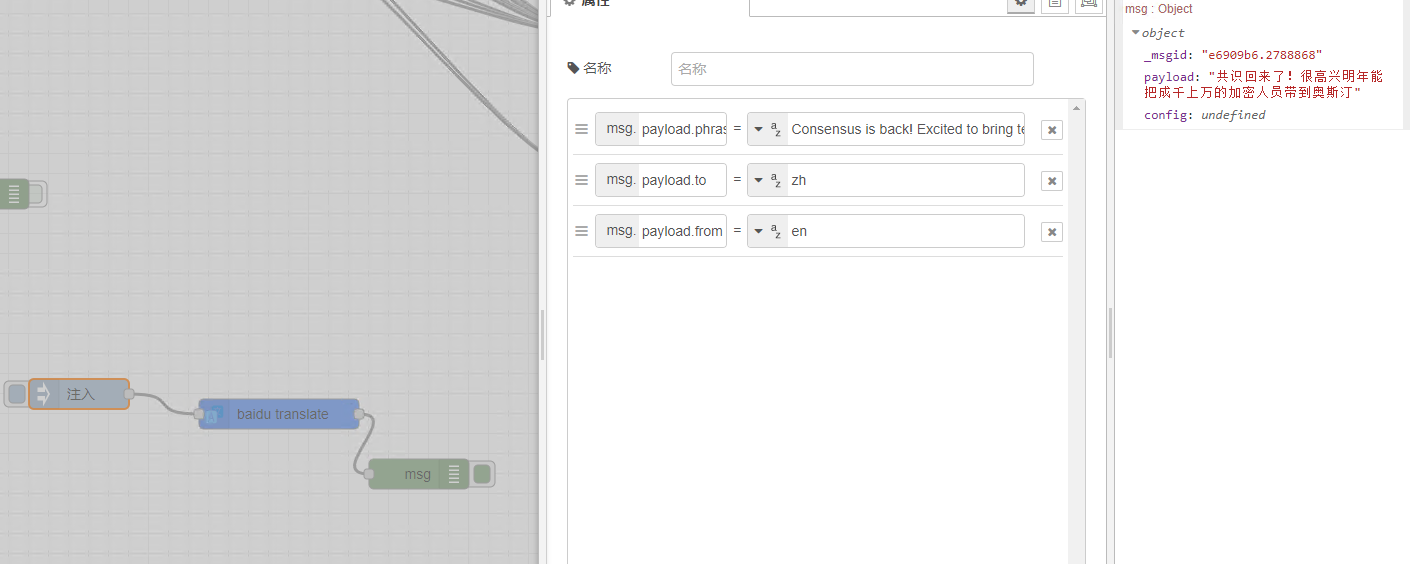 属性
名称
名称
msg. payload.phras = Consensus is back! Excited to bring te
msg. payload.to = zh
msg. payload.from = en
注入
baidu translate
msg
msg : Object
object
_msgid: "e6909b6.2788868"
payload: "共识回来了! 很高兴明年能
把成千上万的加密人员带到奥斯汀"
config: undefined